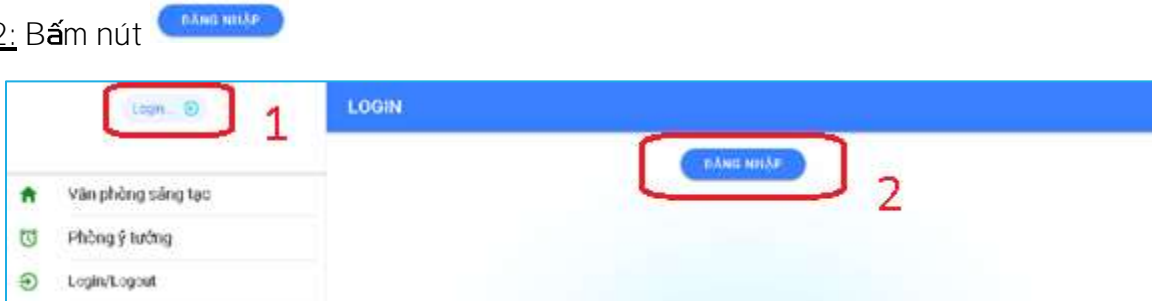 2: Bấm nút ĐĂNG NHẬP
Login... 1
LOGIN
ĐĂNG NHẬP 2
Văn phòng sáng tạo
Phòng ý tưởng
Login/Logout